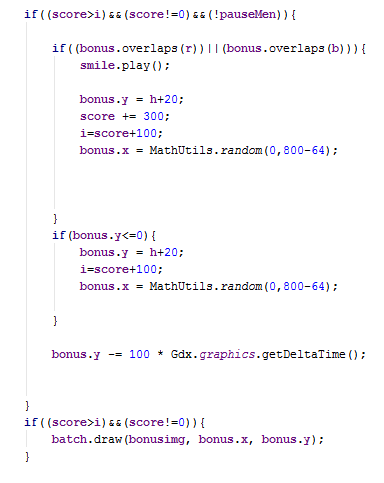 if((score>i)&&(score!=0)&&(!pauseMen)){
if((bonus.overlaps(r))||(bonus.overlaps(b))){
smile.play();
bonus.y = h+20;
score += 300;
i=score+100;
bonus.x = MathUtils.random(0,800-64);
}
if(bonus.y<=0){
bonus.y = h+20;
i=score+100;
bonus.x = MathUtils.random(0,800-64);
}
bonus.y -= 100 * Gdx.graphics.getDeltaTime();
}
if((score>i)&&(score!=0)){
batch.draw(bonusimg, bonus.x, bonus.y);
}